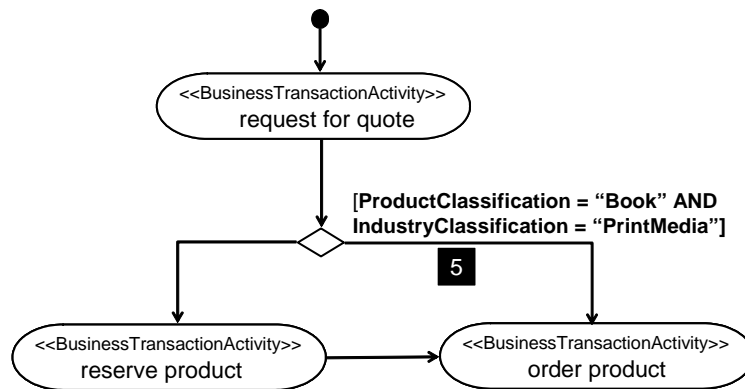 <<BusinessTransactionActivity>>
request for quote
[ProductClassification = “Book” AND
IndustryClassification = “PrintMedia”]
5
<<BusinessTransactionActivity>>
reserve product
<<BusinessTransactionActivity>>
order product